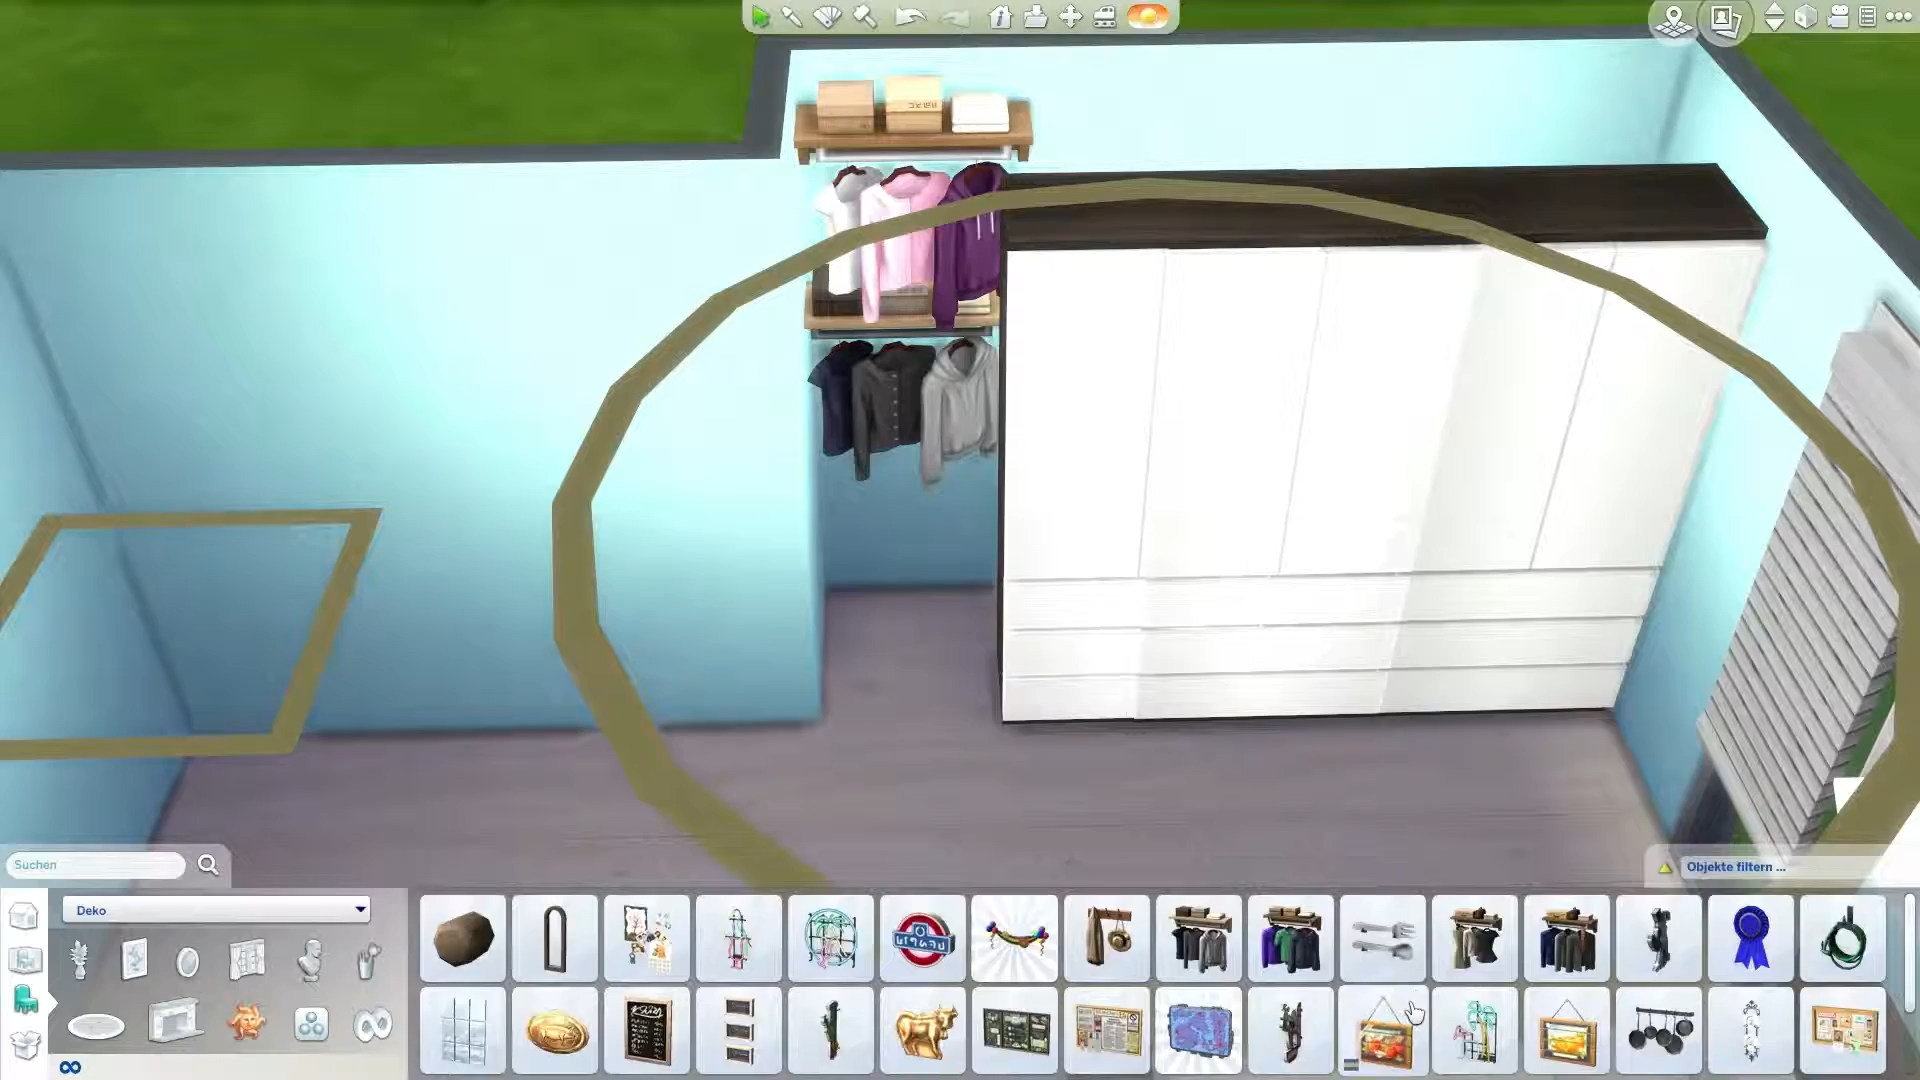 Suchen
Objekte filtern ...
Deko